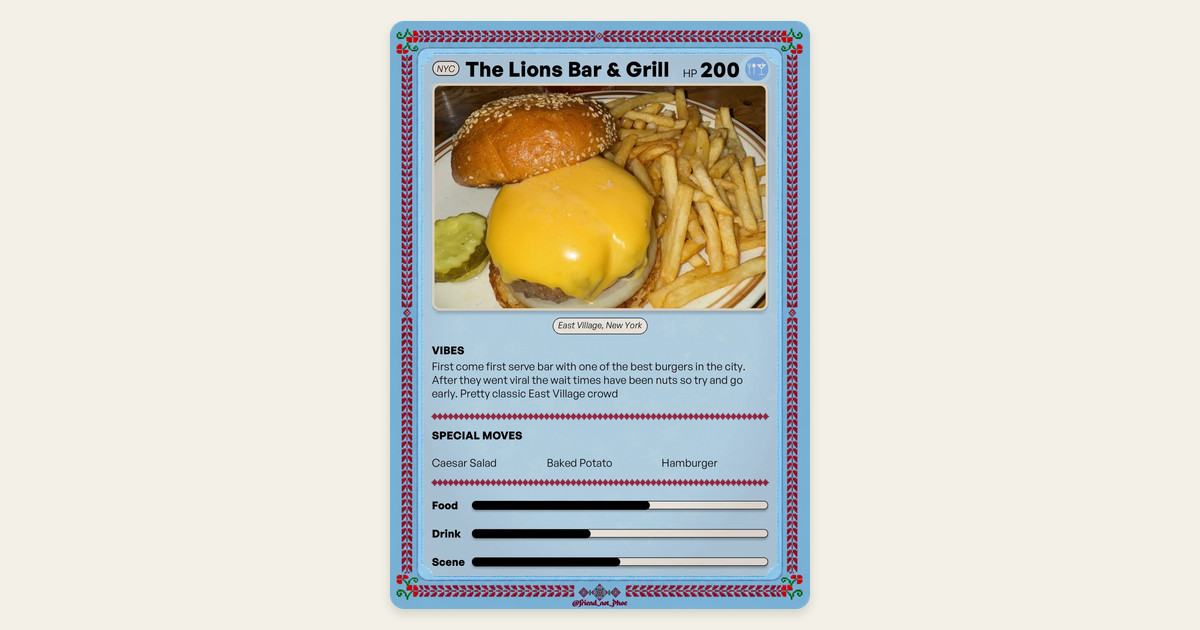 NYC The Lions Bar & Grill HP 200
East Village, New York
VIBES
First come first serve bar with one of the best burgers in the city.
After they went viral the wait times have been nuts so try and go
early. Pretty classic East Village crowd
SPECIAL MOVES
Caesar Salad Baked Potato Hamburger
Food
Drink
Scene
@friend_not_phoe